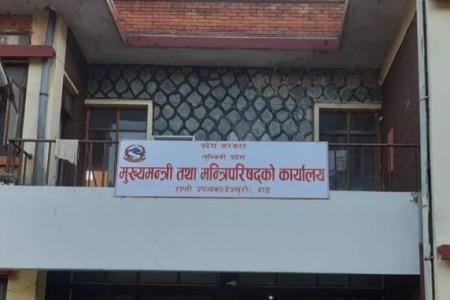 प्रदेश सरकार
लुम्बिनी प्रदेश
मुख्यमन्त्री तथा मन्त्रिपरिषद्को कार्यालय
राप्ती उपत्यका(देउखुरी), दाङ